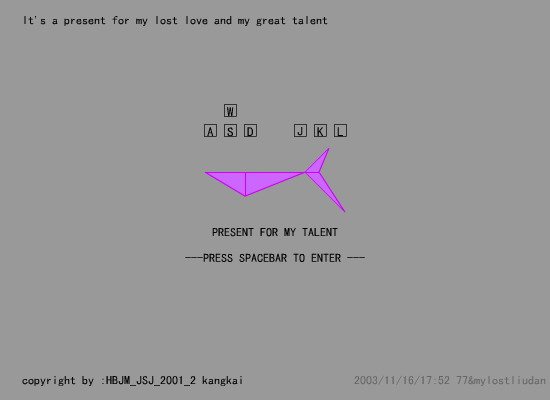 It's a present for my lost love and my great talent
W
A S D J K L
PRESENT FOR MY TALENT
---PRESS SPACEBAR TO ENTER ---
copyright by :HBJM_JSJ_2001_2 kangkai
2003/11/16/17:52 77&mylostliudan